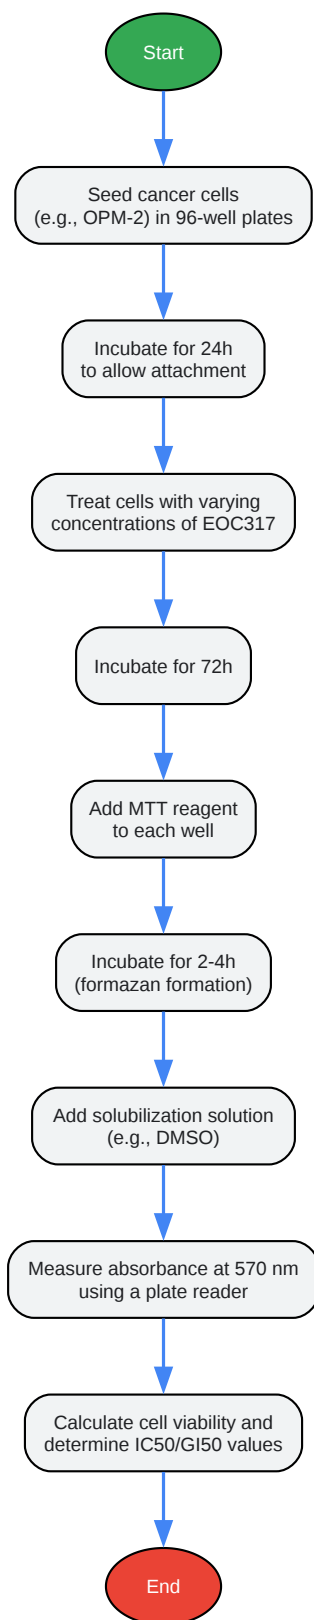 Start
Seed cancer cells
(e.g., OPM-2) in 96-well plates
Incubate for 24h
to allow attachment
Treat cells with varying
concentrations of EOC317
Incubate for 72h
Add MTT reagent
to each well
Incubate for 2-4h
(formazan formation)
Add solubilization solution
(e.g., DMSO)
Measure absorbance at 570 nm
using a plate reader
Calculate cell viability and
determine IC50/GI50 values
End